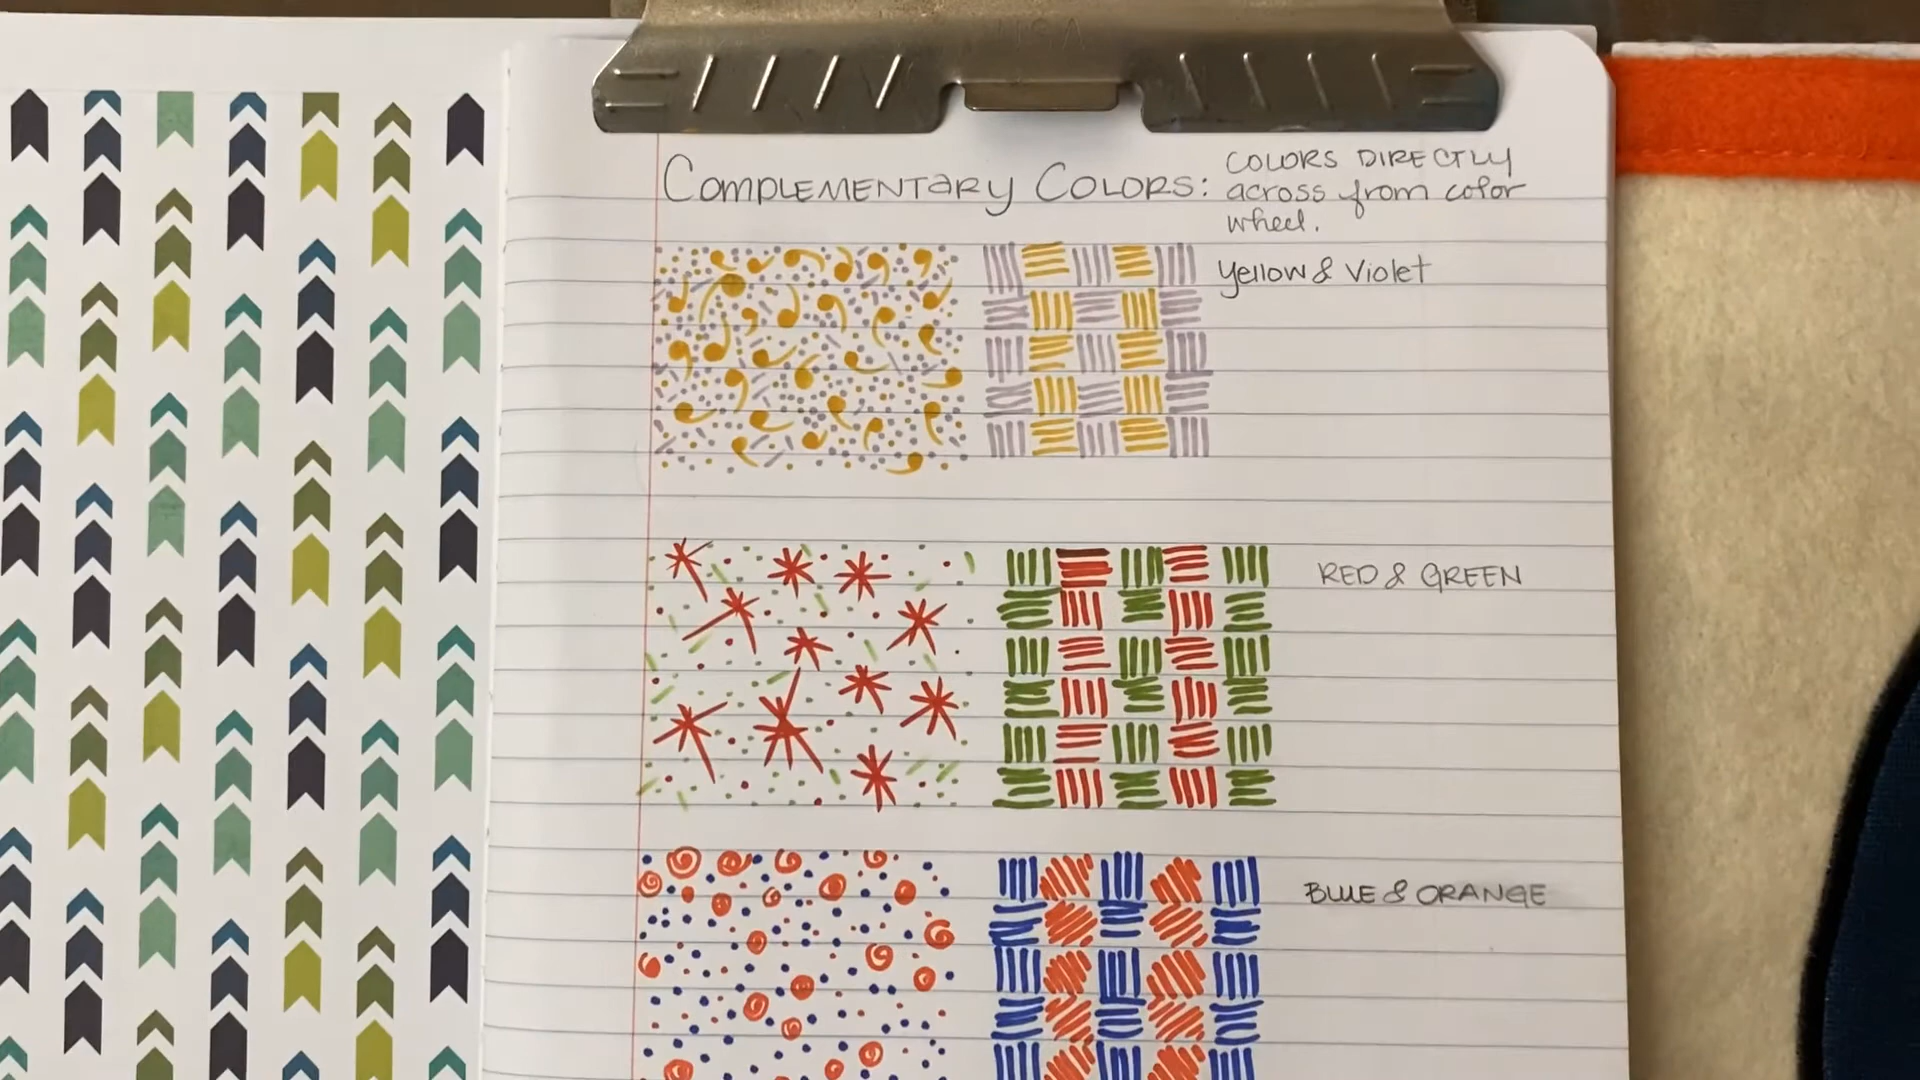 COMPLEMENTARY COLORS:
COLORS DIRECTLY
across from color
wheel.
Yellow & Violet
RED & GREEN
BLUE & ORANGE